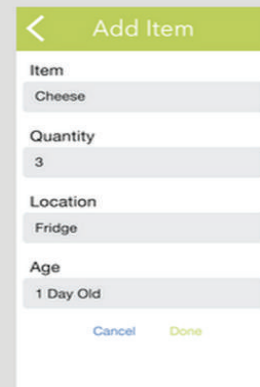 Add Item
Item
Cheese
Quantity
3
Location
Fridge
Age
1 Day Old
Cancel Done